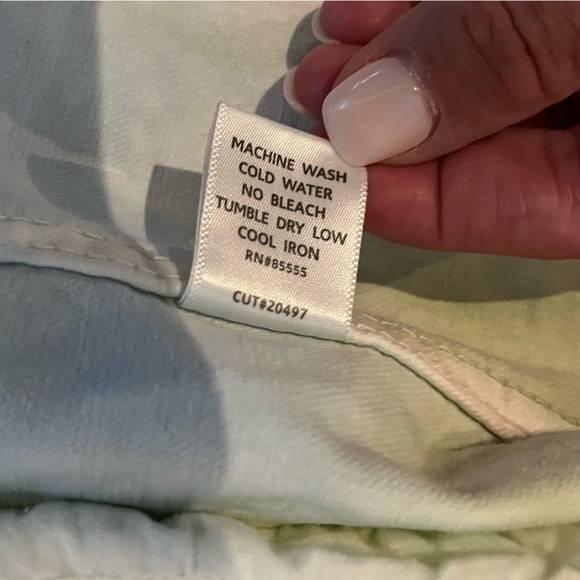 MACHINE WASH
COLD WATER
NO BLEACH
TUMBLE DRY LOW
COOL IRON
RN#85555
CUT#20497